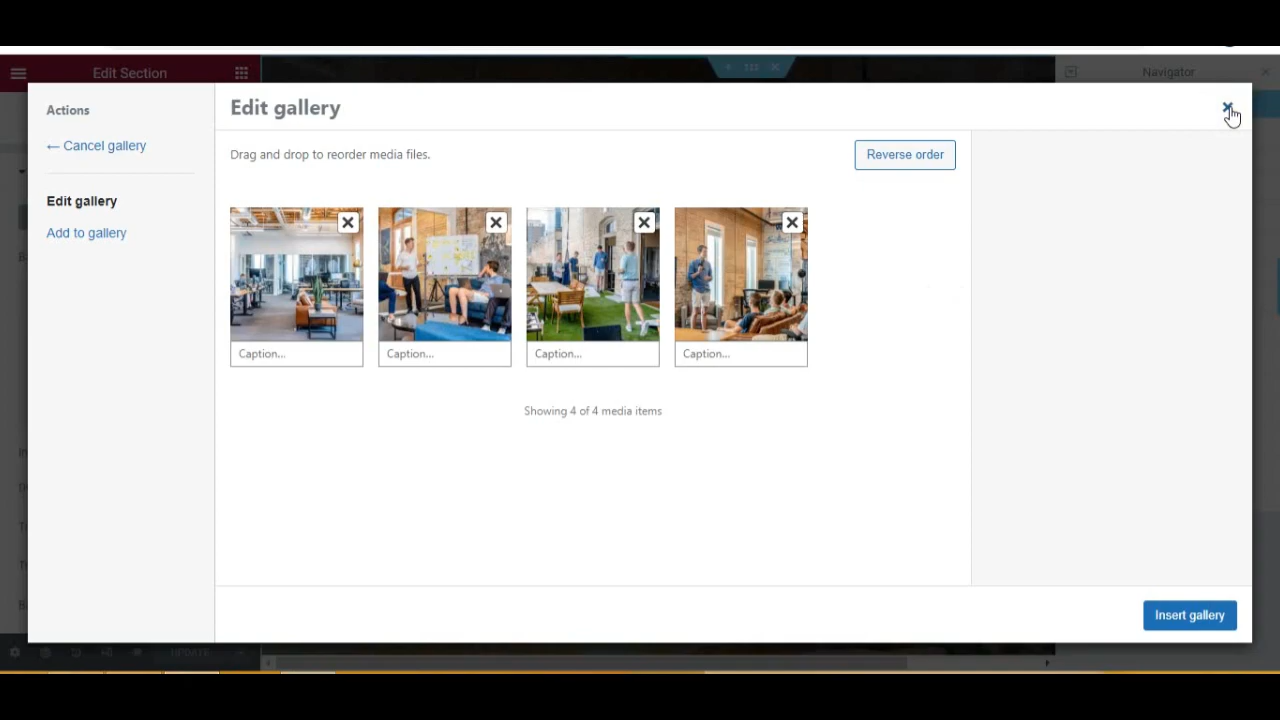 Edit Section
Navigator
Actions
Edit gallery
← Cancel gallery
Drag and drop to reorder media files.
Reverse order
Edit gallery
Add to gallery
Caption...
Caption...
Caption...
Caption...
Showing 4 of 4 media items
Insert gallery
UPDATE